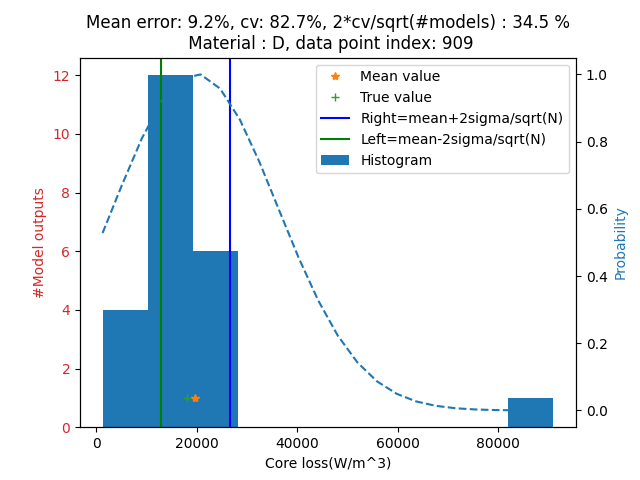 Mean error: 9.2%, cv: 82.7%, 2*cv/sqrt(#models) : 34.5 %
Material : D, data point index: 909
Mean value
True value
Right=mean+2sigma/sqrt(N)
Left=mean-2sigma/sqrt(N)
Histogram
12
10
8
6
4
2
0
#Model outputs
1.0
0.8
0.6
0.4
0.2
0.0
Probability
0
20000
40000
60000
80000
Core loss(W/m^3)